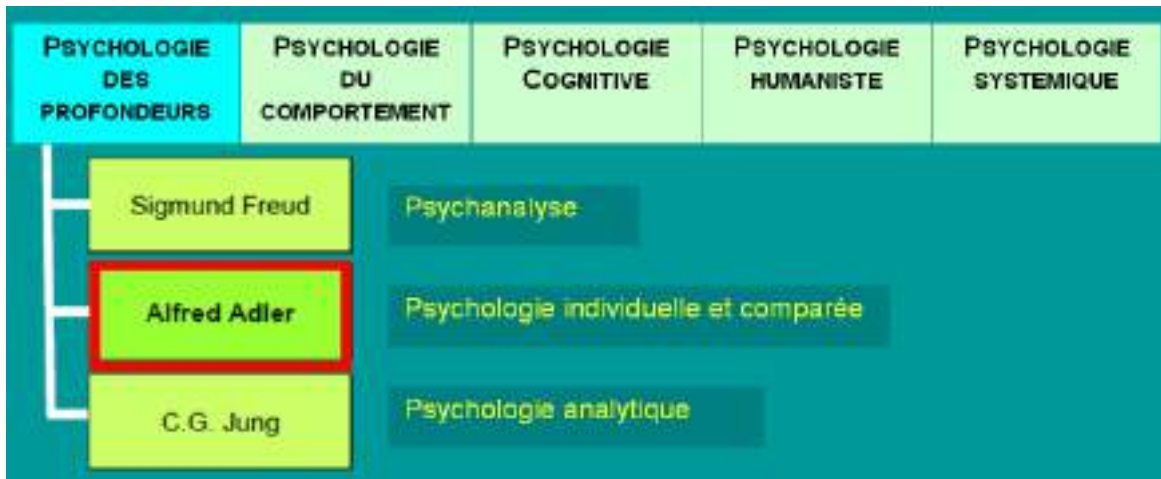 PSYCHOLOGIE
DES
PROFONDEURS
PSYCHOLOGIE
DU
COMPORTEMENT
PSYCHOLOGIE
COGNITIVE
PSYCHOLOGIE
HUMANISTE
PSYCHOLOGIE
SYSTEMIQUE
Sigmund Freud
Psychanalyse
Alfred Adler
Psychologie individuelle et comparée
C.G. Jung
Psychologie analytique